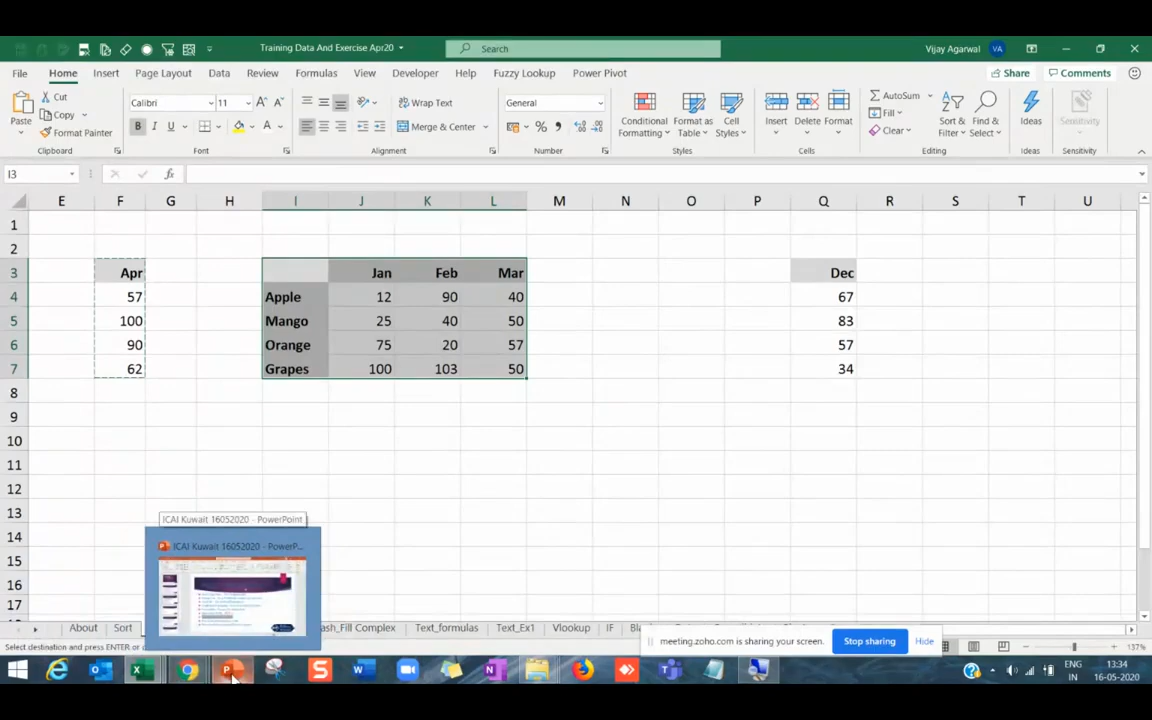 Training Data And Exercise Apr20
Search
Vijay Agarwal
VA
File Home Insert Page Layout Formulas Data Review View Developer Help Fuzzy Lookup Power Pivot
Share
Comments
Paste
Cut
Copy
Format Painter
Calibri 11
B I U
Wrap Text
Merge & Center
General
Conditional Formatting
Format as Table
Cell Styles
Insert Delete Format
AutoSum
Fill
Clear
Sort & Filter
Find & Select
Ideas
Sensitivity
Clipboard Font Alignment Number Styles Cells Editing Ideas Sensitivity
I3
fx
E F G H I J K L M N O P Q R S T U
1
2
3 Apr Jan Feb Mar Dec
4 57 Apple 12 90 40 67
5 100 Mango 25 40 50 83
6 90 Orange 75 20 57 57
7 62 Grapes 100 103 50 34
8
9
10
11
12
13
14
15
16
17
ICAI Kuwait 16052020 - PowerPoint
ICAI Kuwait 16052020 - PowerP...
About Sort Text_formulas Text_Ex1 Vlookup IF
meeting.zoho.com is sharing your screen.
Stop sharing
Hide
Select destination and press ENTER or
137%
ENG
IN
13:34
16-05-2020